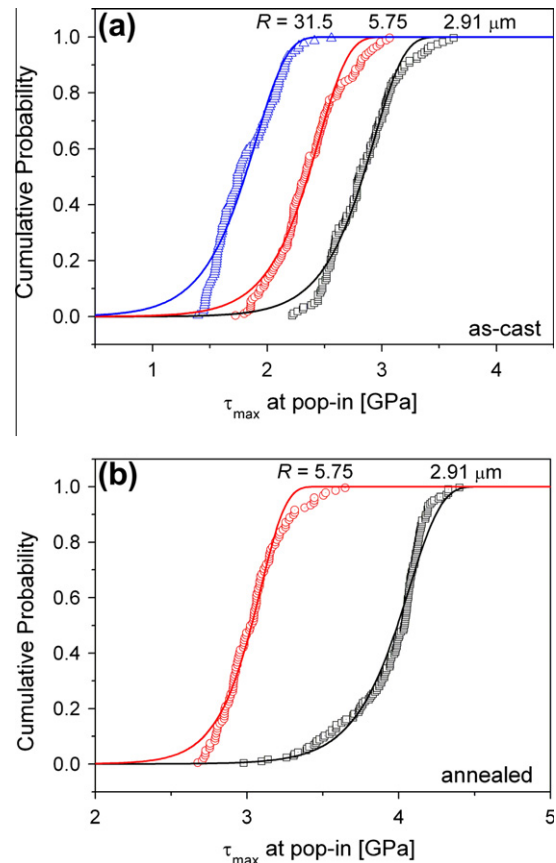 (a)
R = 31.5 5.75 2.91 μm
1.0
0.8
0.6
0.4
0.2
0.0
Cumulative Probability
as-cast
1 2 3 4
τmax at pop-in [GPa]
(b)
R = 5.75 2.91 μm
1.0
0.8
0.6
0.4
0.2
0.0
Cumulative Probability
annealed
2 3 4 5
τmax at pop-in [GPa]